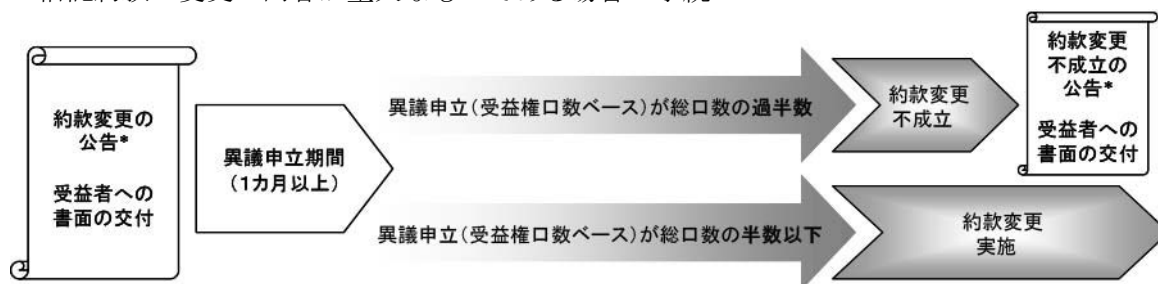 約款変更の
公告*
受益者への
書面の交付
異議申立期間
(1カ月以上)
異議申立(受益権口数ベース)が総口数の過半数
約款変更
不成立
約款変更
不成立の
公告*
受益者への
書面の交付
異議申立(受益権口数ベース)が総口数の半数以下
約款変更
実施